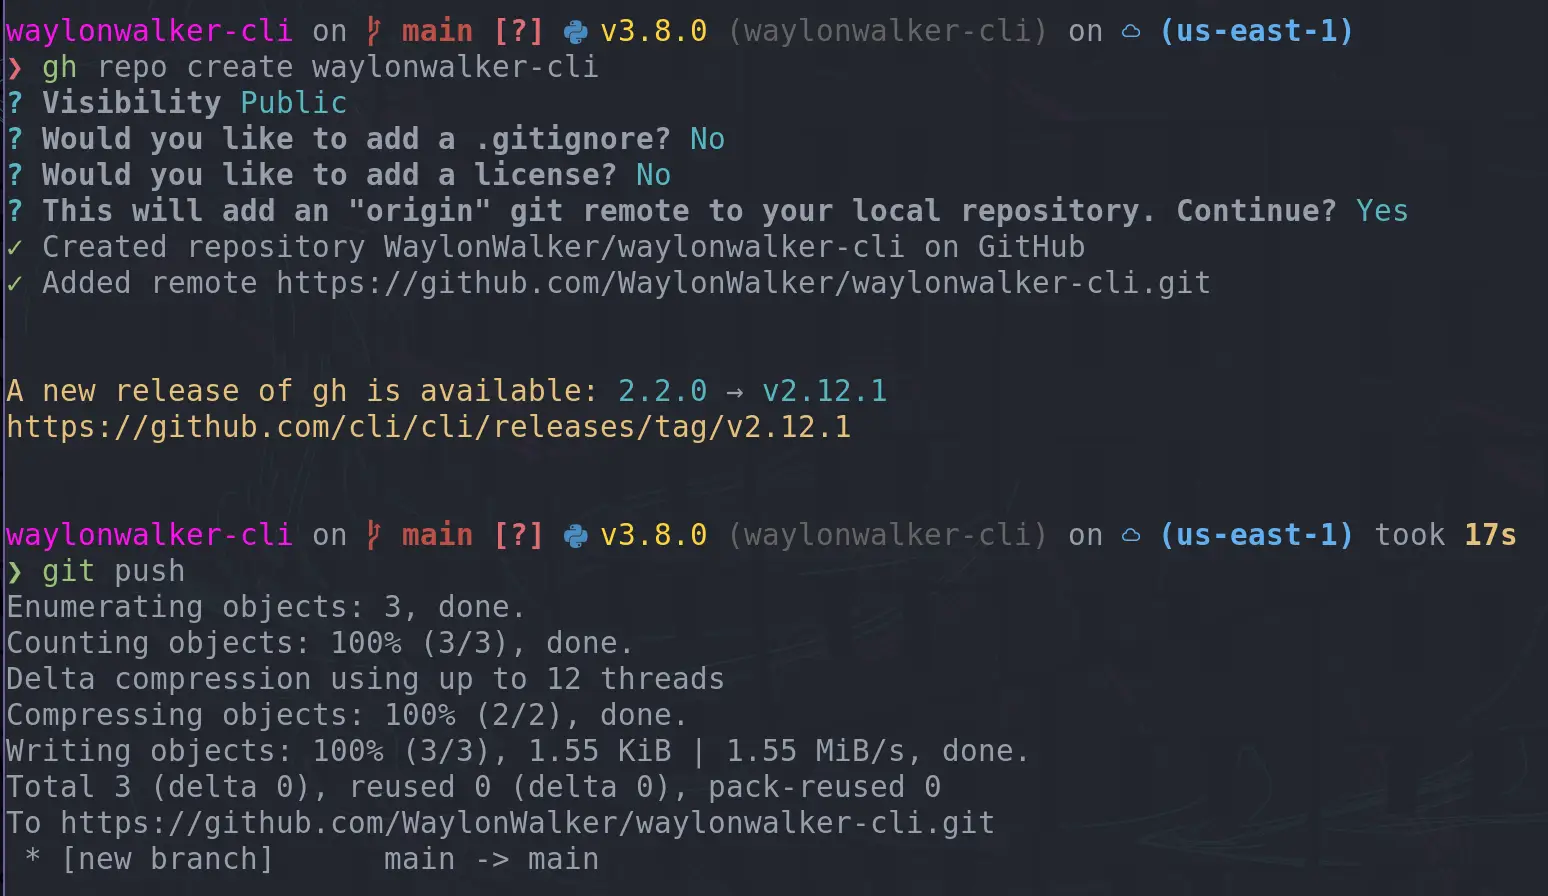 waylonwalker-cli on main [?] v3.8.0 (waylonwalker-cli) on (us-east-1)
❯ gh repo create waylonwalker-cli
? Visibility Public
? Would you like to add a .gitignore? No
? Would you like to add a license? No
? This will add an "origin" git remote to your local repository. Continue? Yes
✓ Created repository WaylonWalker/waylonwalker-cli on GitHub
✓ Added remote https://github.com/WaylonWalker/waylonwalker-cli.git
A new release of gh is available: 2.2.0 → v2.12.1
https://github.com/cli/cli/releases/tag/v2.12.1
waylonwalker-cli on main [?] v3.8.0 (waylonwalker-cli) on (us-east-1) took 17s
❯ git push
Enumerating objects: 3, done.
Counting objects: 100% (3/3), done.
Delta compression using up to 12 threads
Compressing objects: 100% (2/2), done.
Writing objects: 100% (3/3), 1.55 KiB | 1.55 MiB/s, done.
Total 3 (delta 0), reused 0 (delta 0), pack-reused 0
To https://github.com/WaylonWalker/waylonwalker-cli.git
 * [new branch]      main -> main